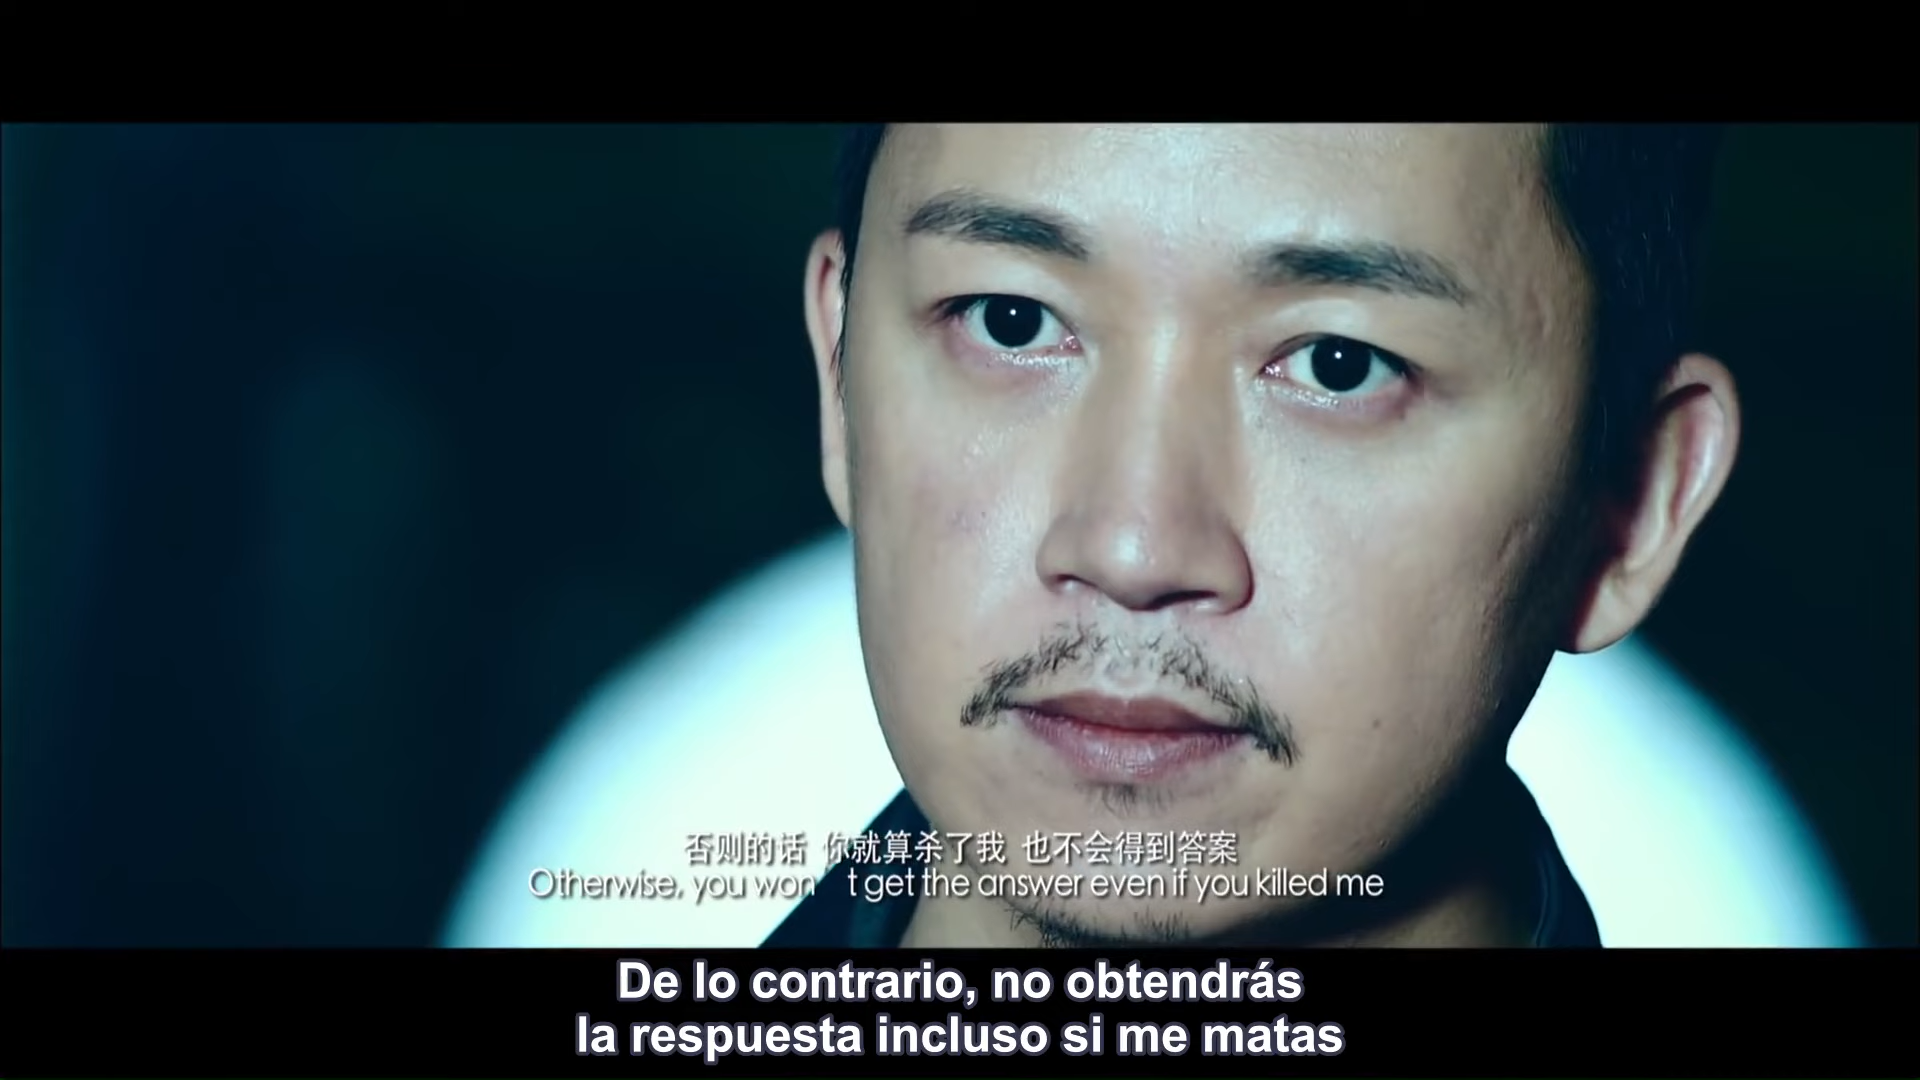 否则的话 你就算杀了我 也不会得到答案
Otherwise, you won't get the answer even if you killed me
De lo contrario, no obtendrás
la respuesta incluso si me matas